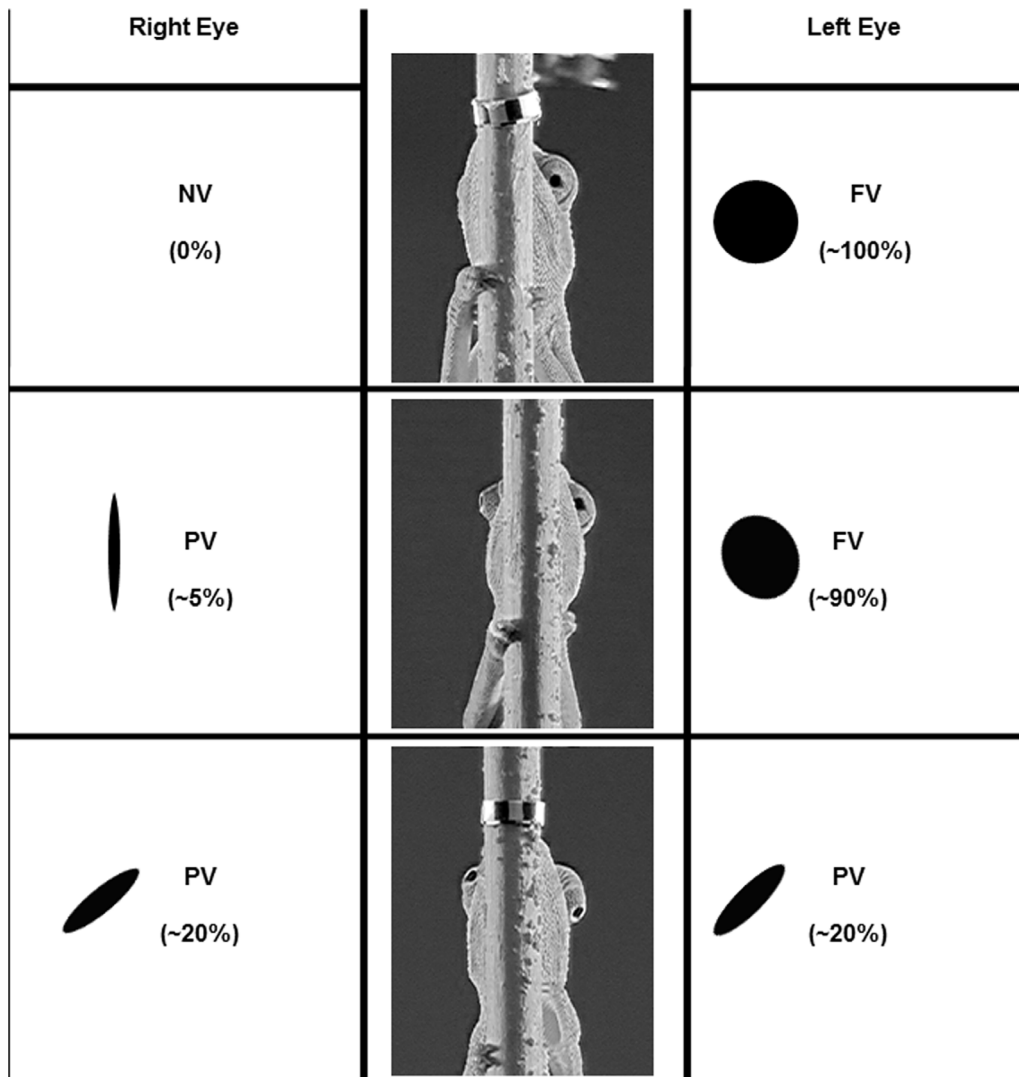 Right Eye
Left Eye
NV
(0%)
FV
(~100%)
PV
(~5%)
FV
(~90%)
PV
(~20%)
PV
(~20%)